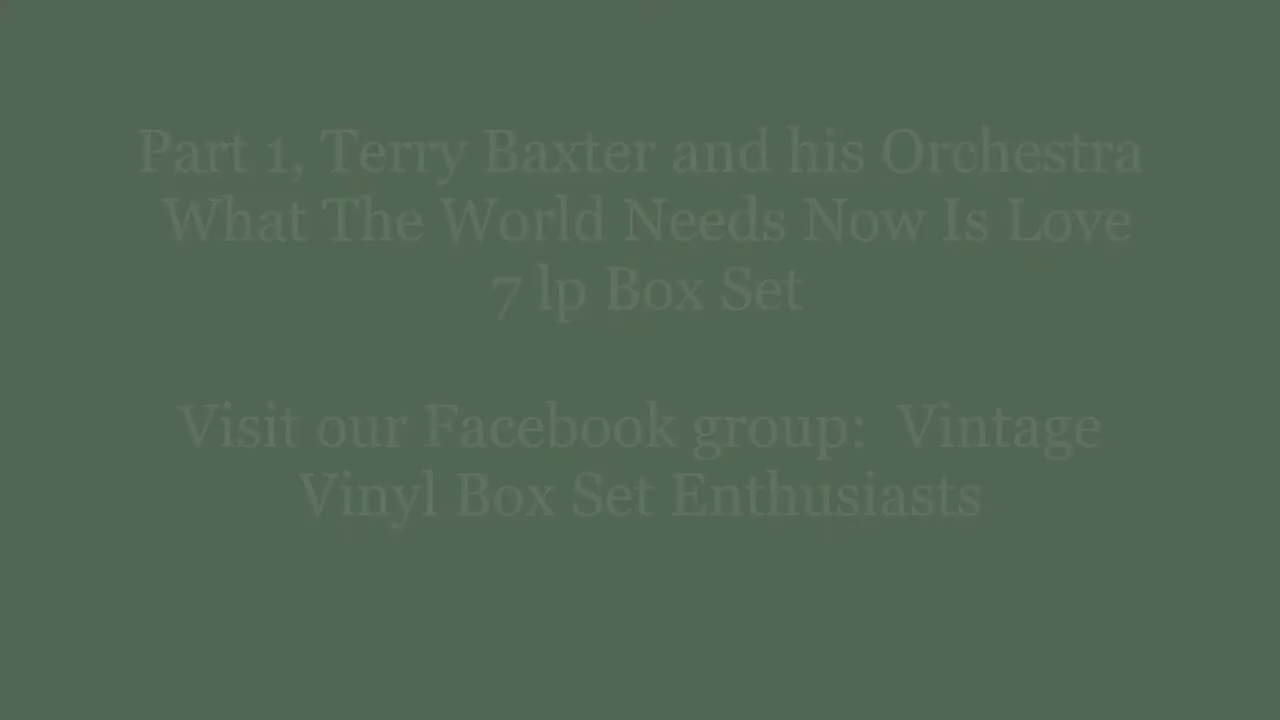 Part 1, Terry Baxter and his Orchestra
What The World Needs Now Is Love
7 lp Box Set
Visit our Facebook group:  Vintage
Vinyl Box Set Enthusiasts